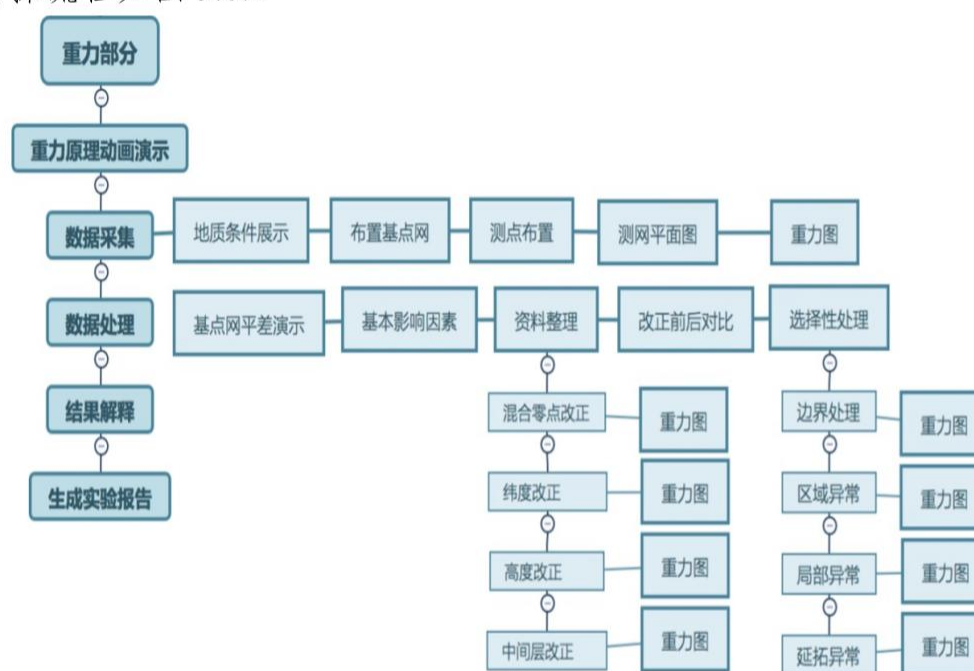 重力部分
重力原理动画演示
数据采集
地质条件展示
布置基点网
测点布置
测网平面图
重力图
数据处理
基点网平差演示
基本影响因素
资料整理
改正前后对比
选择性处理
结果解释
混合零点改正
重力图
边界处理
重力图
生成实验报告
纬度改正
重力图
区域异常
重力图
高度改正
重力图
局部异常
重力图
中间层改正
重力图
延拓异常
重力图